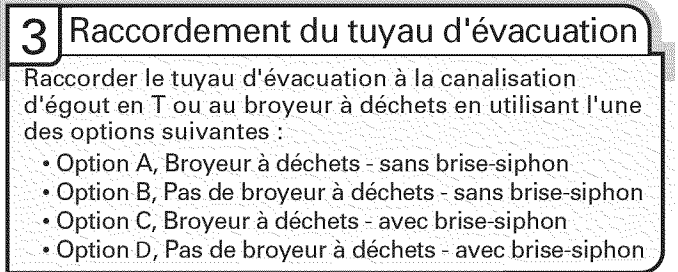 3 Raccordement du tuyau d'évacuation
Raccorder le tuyau d'évacuation à la canalisation
d'égout en T ou au broyeur à déchets en utilisant l'une
des options suivantes :
• Option A, Broyeur à déchets - sans brise-siphon
• Option B, Pas de broyeur à déchets - sans brise-siphon
• Option C, Broyeur à déchets - avec brise-siphon
• Option D, Pas de broyeur à déchets - avec brise-siphon